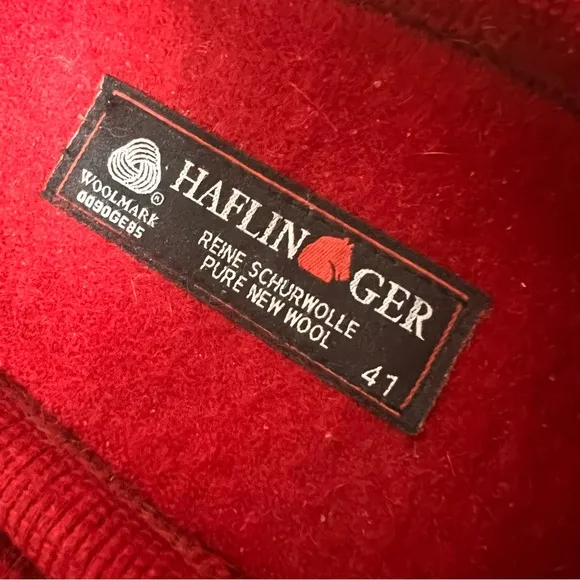 HAFLINGER
WOOLMARK ®
0090GE85
REINE SCHURWOLLE
PURE NEW WOOL
41